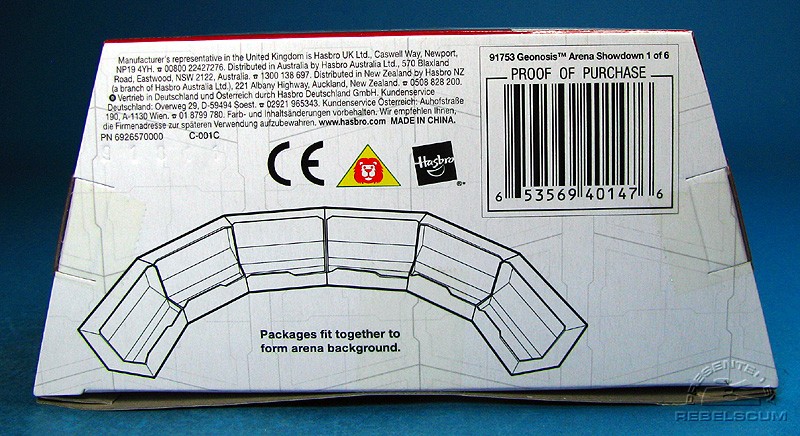 Manufacturer's representative in the United Kingdom is Hasbro UK Ltd., Caswell Way, Newport,
NP19 4YH. ☎ 00800 22427276. Distributed in Australia by Hasbro Australia Ltd., 570 Blaxland
Road, Eastwood, NSW 2122, Australia. ☎ 1300 138 697. Distributed in New Zealand by Hasbro NZ
(a branch of Hasbro Australia Ltd.), 221 Albany Highway, Auckland, New Zealand. ☎ 0508 828 200.
D Vertrieb in Deutschland und Österreich durch Hasbro Deutschland GmbH. Kundenservice
Deutschland: Overweg 29, D-59494 Soest. ☎ 02921 965343. Kundenservice Österreich: Auhofstraße
190, A-1130 Wien. ☎ 01 8799 780. Farb- und Inhaltsänderungen vorbehalten. Wir empfehlen Ihnen,
die Firmenadresse zur späteren Verwendung aufzubewahren. www.hasbro.com MADE IN CHINA.
PN 6926570000 C-001C
91753 Geonosis™ Arena Showdown 1 of 6
PROOF OF PURCHASE
6 53569 40147 6
CE
Hasbro
®
Packages fit together to
form arena background.
PRESENTED BY
REBELSCUM